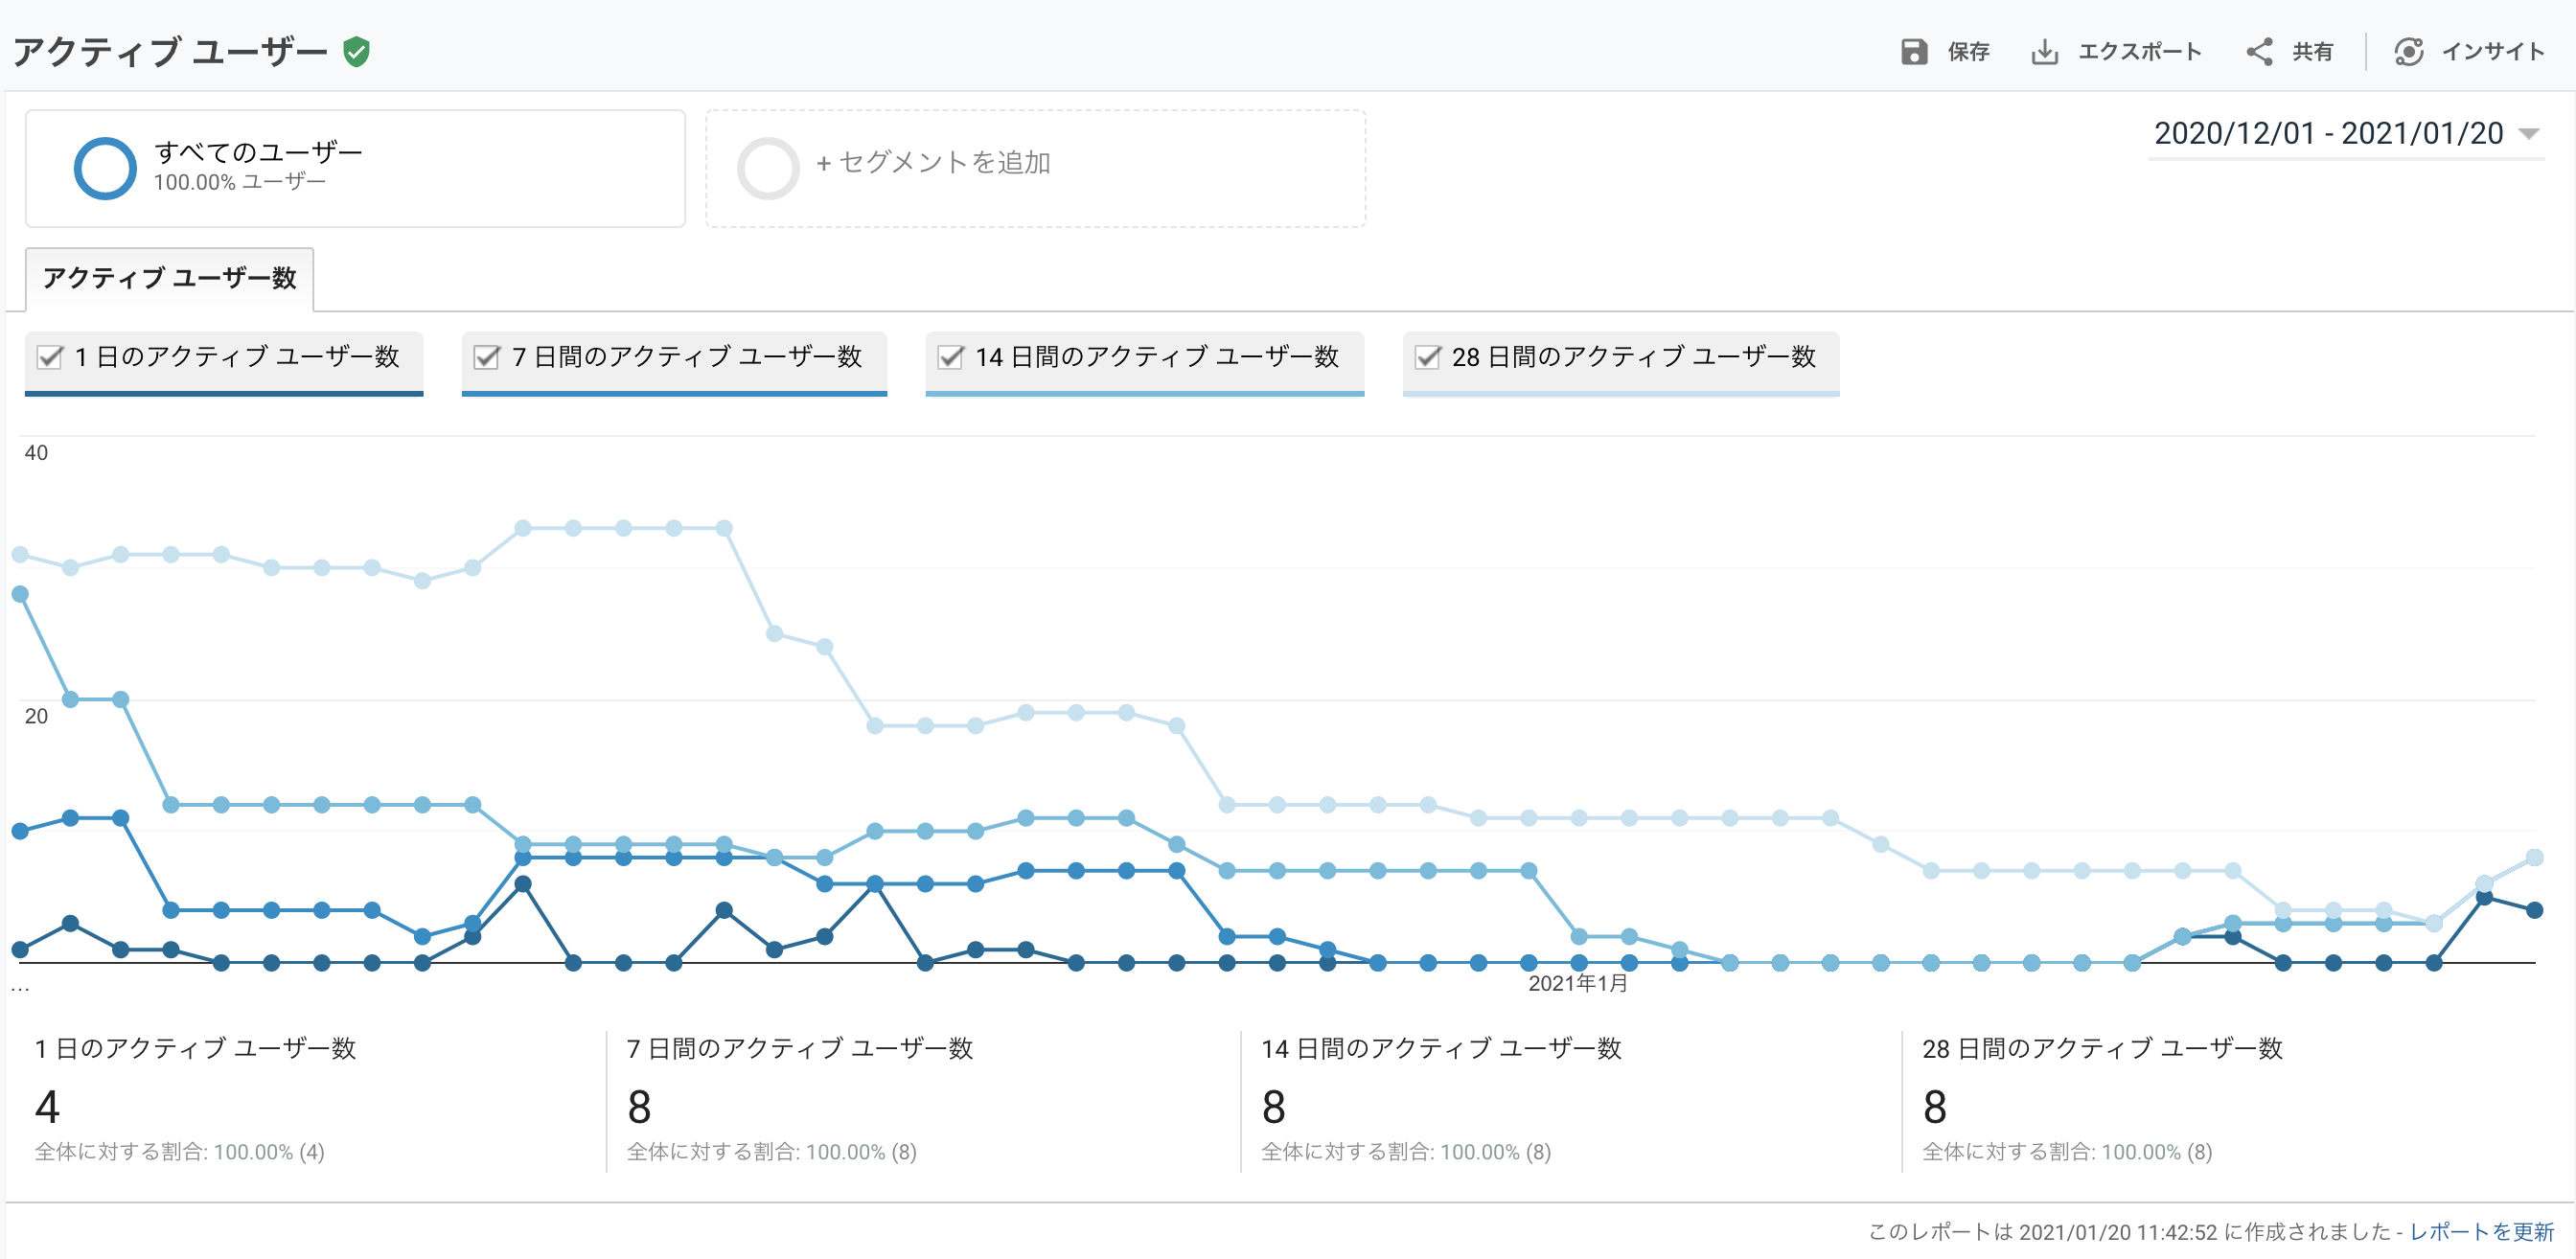 アクティブ ユーザー
保存 エクスポート 共有 インサイト
すべてのユーザー
100.00% ユーザー
+ セグメントを追加
2020/12/01 - 2021/01/20
アクティブ ユーザー数
1 日のアクティブ ユーザー数 7 日間のアクティブ ユーザー数 14 日間のアクティブ ユーザー数 28 日間のアクティブ ユーザー数
40
20
... 2021年1月
1 日のアクティブ ユーザー数
4
全体に対する割合: 100.00% (4)
7 日間のアクティブ ユーザー数
8
全体に対する割合: 100.00% (8)
14 日間のアクティブ ユーザー数
8
全体に対する割合: 100.00% (8)
28 日間のアクティブ ユーザー数
8
全体に対する割合: 100.00% (8)
このレポートは 2021/01/20 11:42:52 に作成されました - レポートを更新